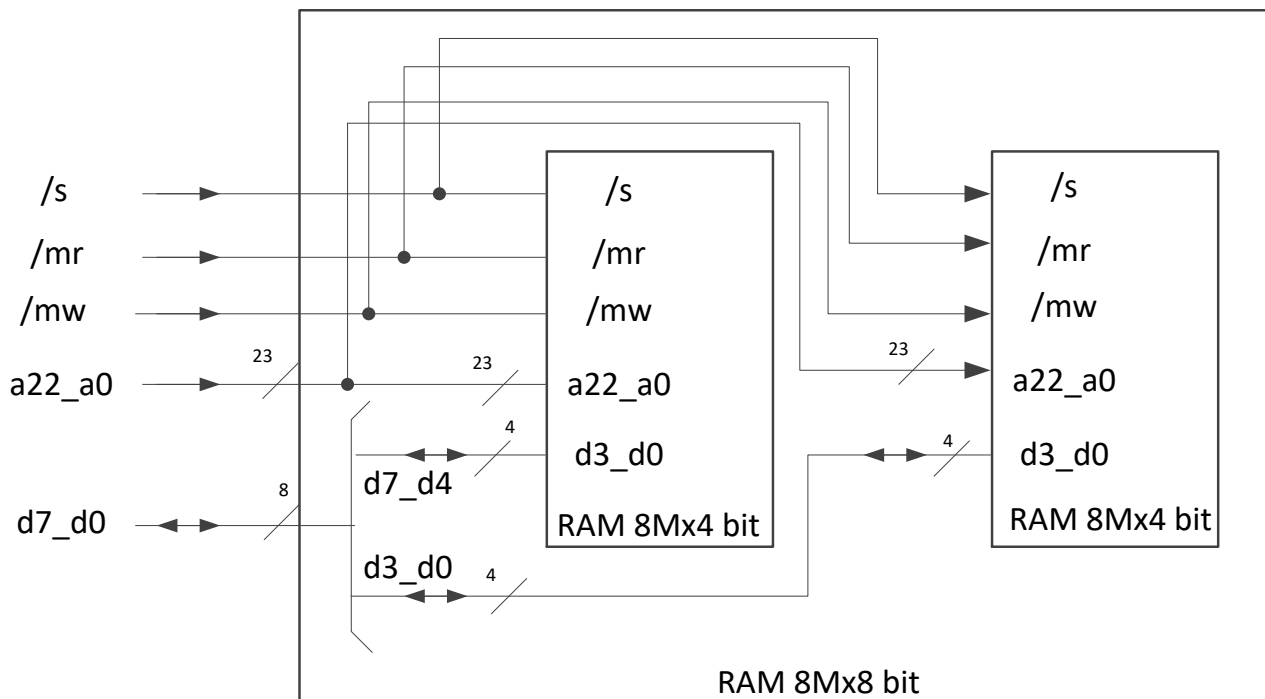 /s
/s
/s
/mr
/mr
/mr
/mw
/mw
/mw
23
23
23
a22_a0
a22_a0
a22_a0
4
4
d3_d0
d3_d0
d7_d4
8
d7_d0
RAM 8Mx4 bit
RAM 8Mx4 bit
d3_d0
4
RAM 8Mx8 bit